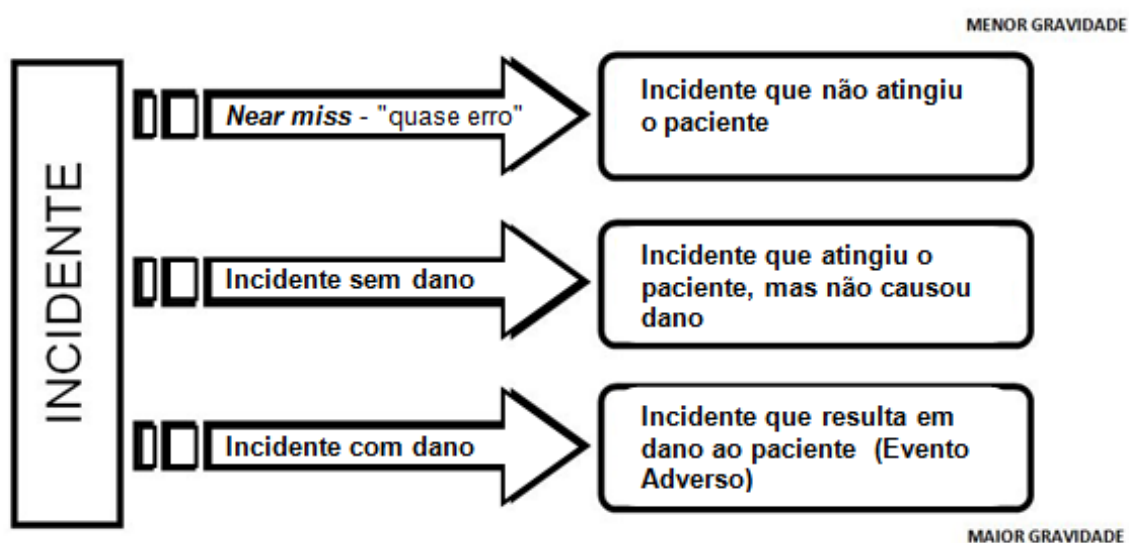 MENOR GRAVIDADE
INCIDENTE
Near miss - "quase erro"
Incidente que não atingiu
o paciente
Incidente sem dano
Incidente que atingiu o
paciente, mas não causou
dano
Incidente com dano
Incidente que resulta em
dano ao paciente (Evento
Adverso)
MAIOR GRAVIDADE